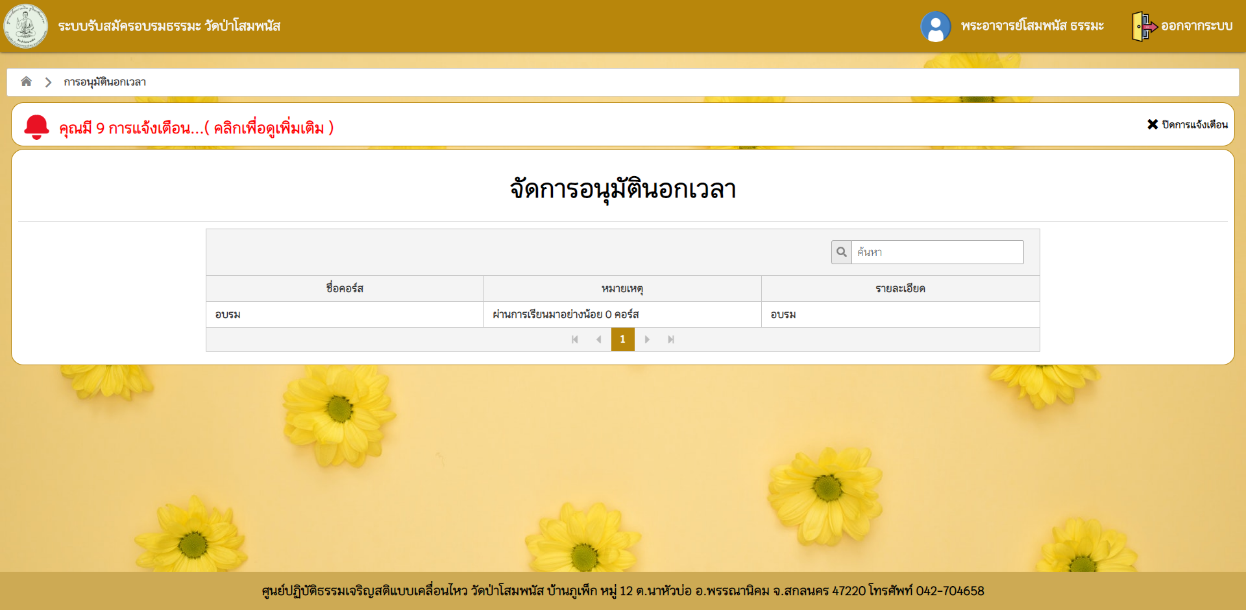 ระบบรับสมัครอบรมธรรมะ วัดป่าโสมพนัส
พระอาจารย์โสมพนัส ธรรมะ
ออกจากระบบ
การอนุมัตินอกเวลา
คุณมี 9 การแจ้งเตือน...( คลิกเพื่อดูเพิ่มเติม )
ปิดการแจ้งเตือน
จัดการอนุมัตินอกเวลา
ค้นหา
ชื่อคอร์ส หมายเหตุ รายละเอียด
อบรม ผ่านการเรียนมาอย่างน้อย 0 คอร์ส อบรม
1
ศูนย์ปฏิบัติธรรมเจริญสติแบบเคลื่อนไหว วัดป่าโสมพนัส บ้านภูเพ็ก หมู่ 12 ต.นาหัวบ่อ อ.พรรณานิคม จ.สกลนคร 47220 โทรศัพท์ 042-704658